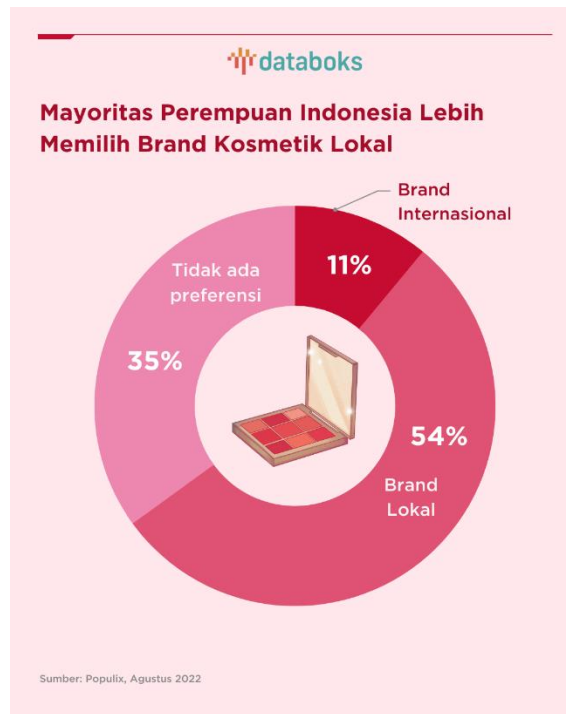 databoks
Mayoritas Perempuan Indonesia Lebih
Memilih Brand Kosmetik Lokal
Brand
Internasional
11%
Tidak ada
preferensi
35%
54%
Brand
Lokal
Sumber: Populix, Agustus 2022